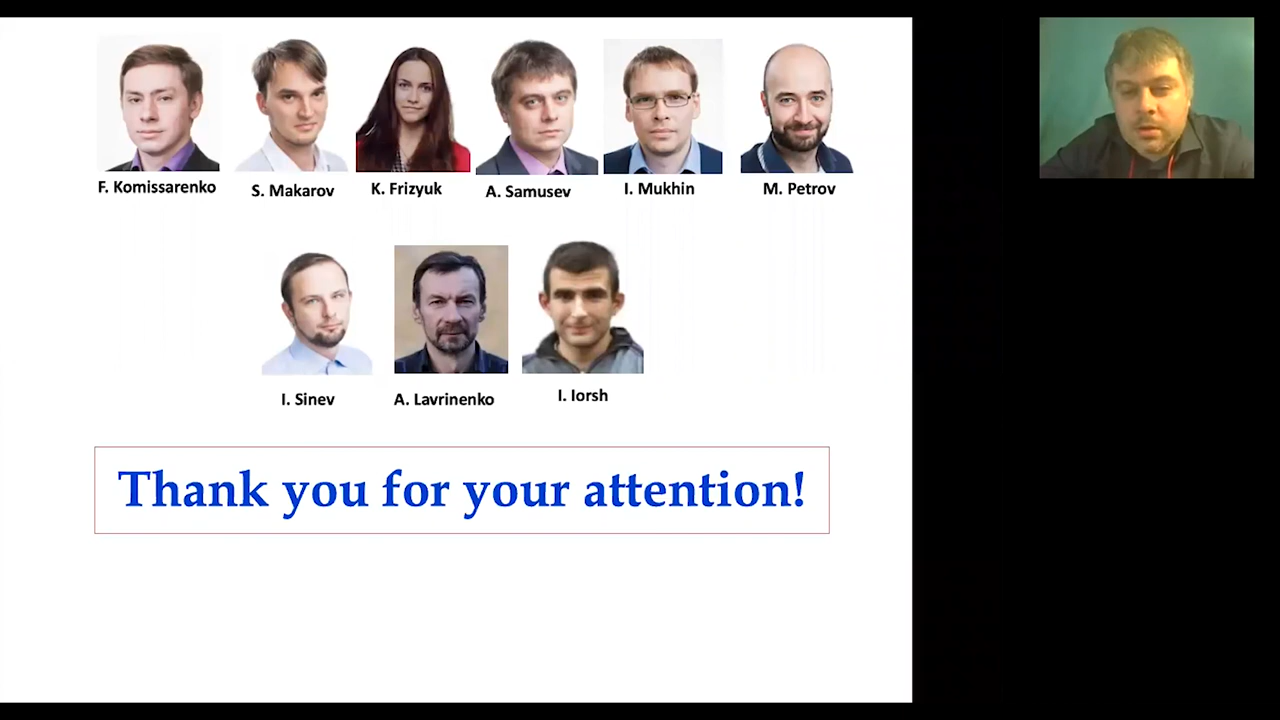 F. Komissarenko
S. Makarov
K. Frizyuk
A. Samusev
I. Mukhin
M. Petrov
I. Sinev
A. Lavrinenko
I. Iorsh
Thank you for your attention!